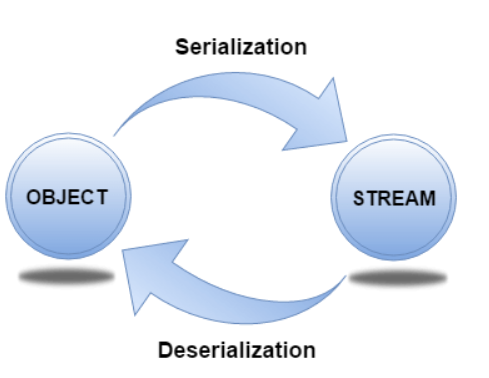 Serialization
OBJECT
STREAM
Deserialization